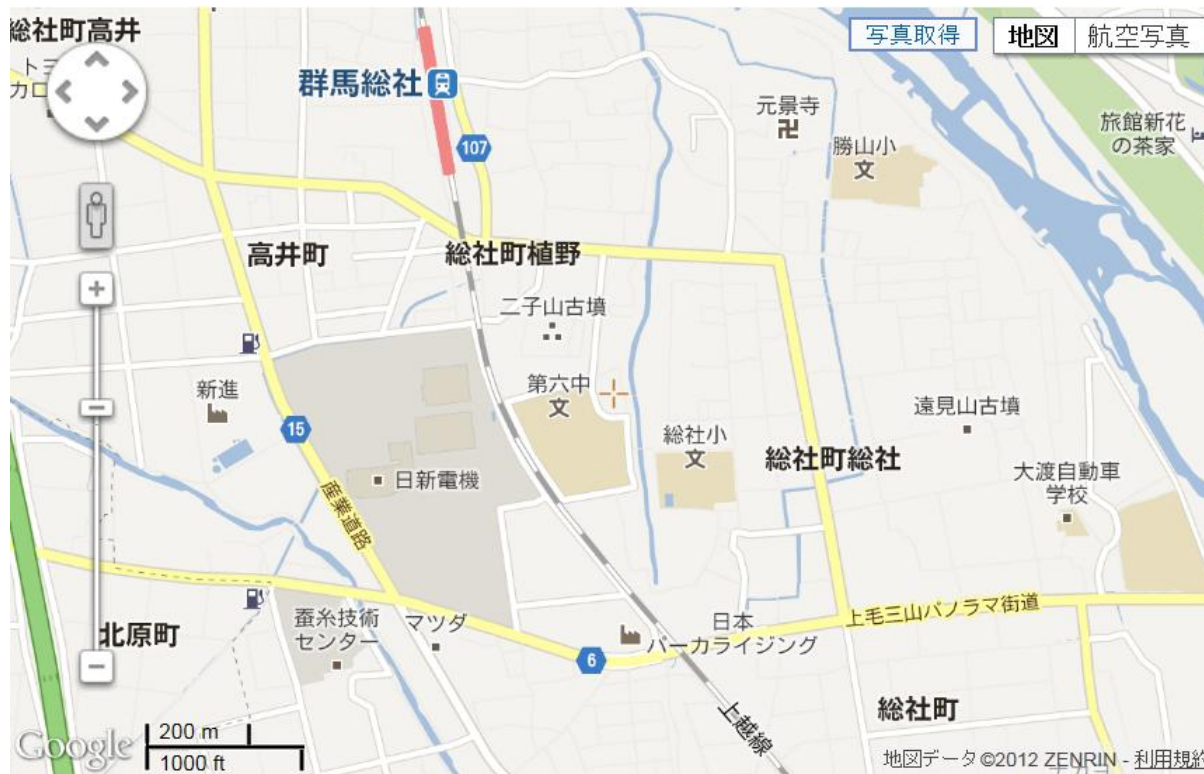 総社町高井
写真取得
地図
航空写真
群馬総社
107
元景寺
勝山小
文
旅館新花
の茶家
高井町
総社町植野
二子山古墳
新進
第六中
文
15
総社小
文
総社町総社
遠見山古墳
日新電機
大渡自動車
学校
産業道路
上毛三山パノラマ街道
北原町
蚕糸技術
センター
マツダ
日本
パーカライジング
6
上越線
総社町
200 m
1000 ft
Google
地図データ ©2012 ZENRIN - 利用規約